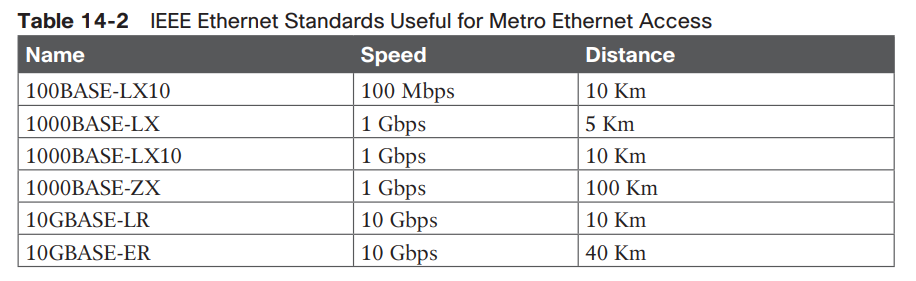 Table 14-2 IEEE Ethernet Standards Useful for Metro Ethernet Access
Name Speed Distance
100BASE-LX10 100 Mbps 10 Km
1000BASE-LX 1 Gbps 5 Km
1000BASE-LX10 1 Gbps 10 Km
1000BASE-ZX 1 Gbps 100 Km
10GBASE-LR 10 Gbps 10 Km
10GBASE-ER 10 Gbps 40 Km